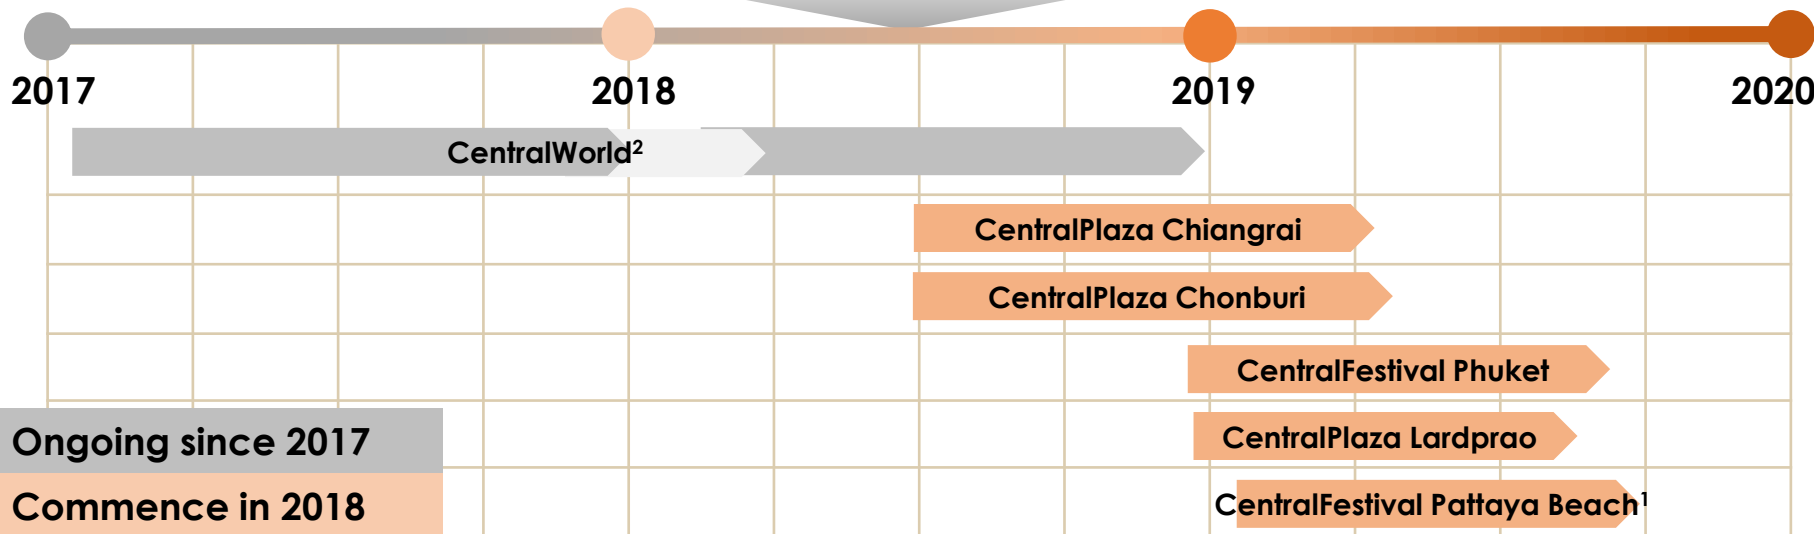 2017 2018 2019 2020
CentralWorld²
CentralPlaza Chiangrai
CentralPlaza Chonburi
CentralFestival Phuket
Ongoing since 2017
CentralPlaza Lardprao
Commence in 2018
CentralFestival Pattaya Beach¹